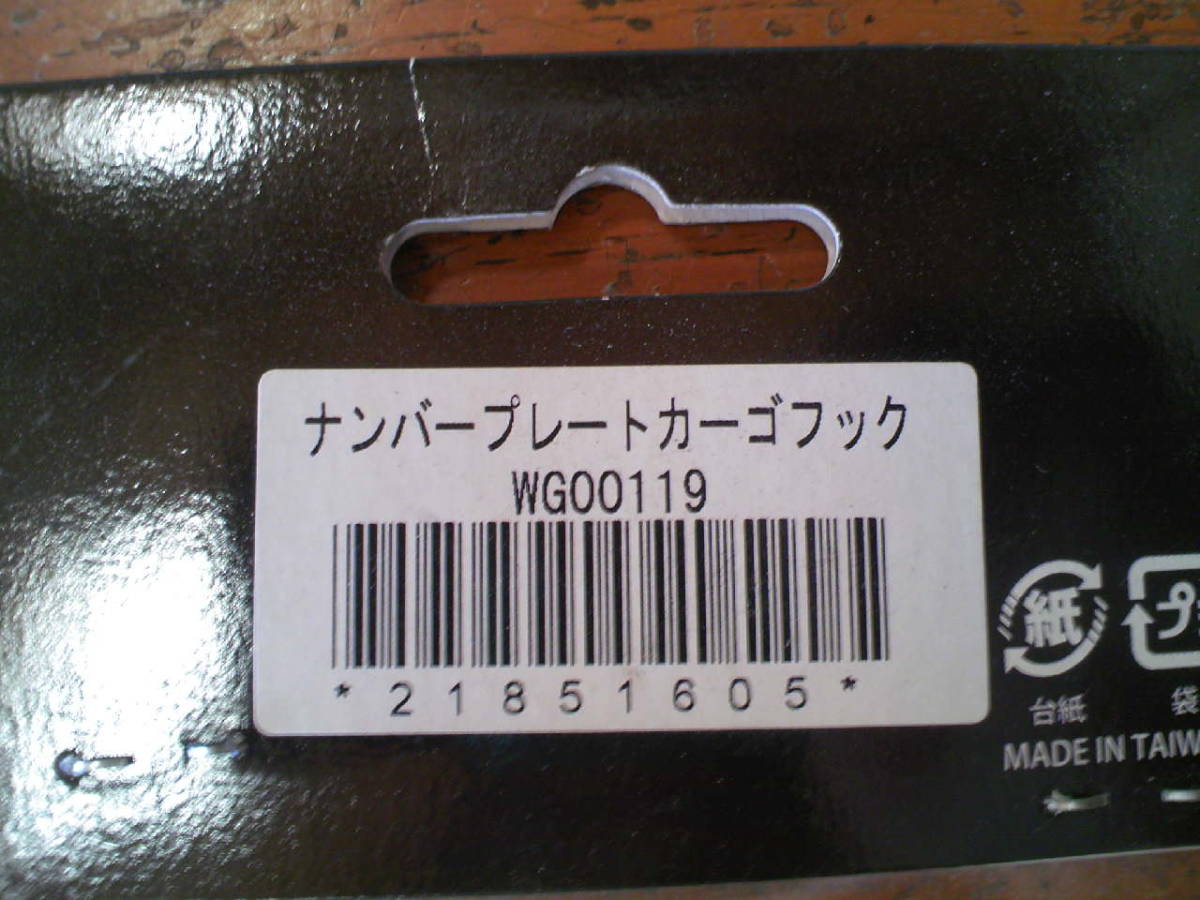 ナンバープレートカーゴフック
WG00119
*21851605*
紙
プ
台紙
袋
MADE IN TAIW